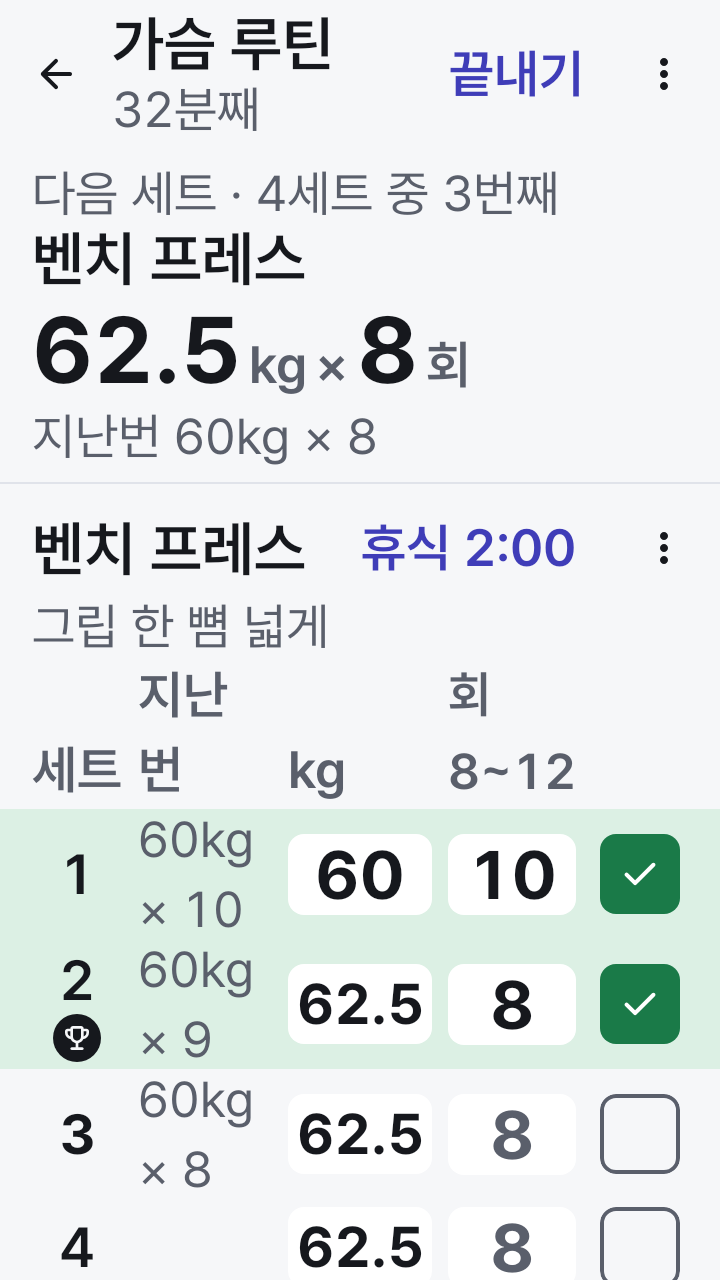 가슴 루틴
32분째
끝내기
다음 세트 · 4세트 중 3번째
벤치 프레스
62.5 kg × 8 회
지난번 60kg × 8
벤치 프레스
휴식 2:00
그립 한 뼘 넓게
세트 지난번 kg 회 8~12
1 60kg × 10 60 10
2 60kg × 9 62.5 8
3 60kg × 8 62.5 8
4 62.5 8